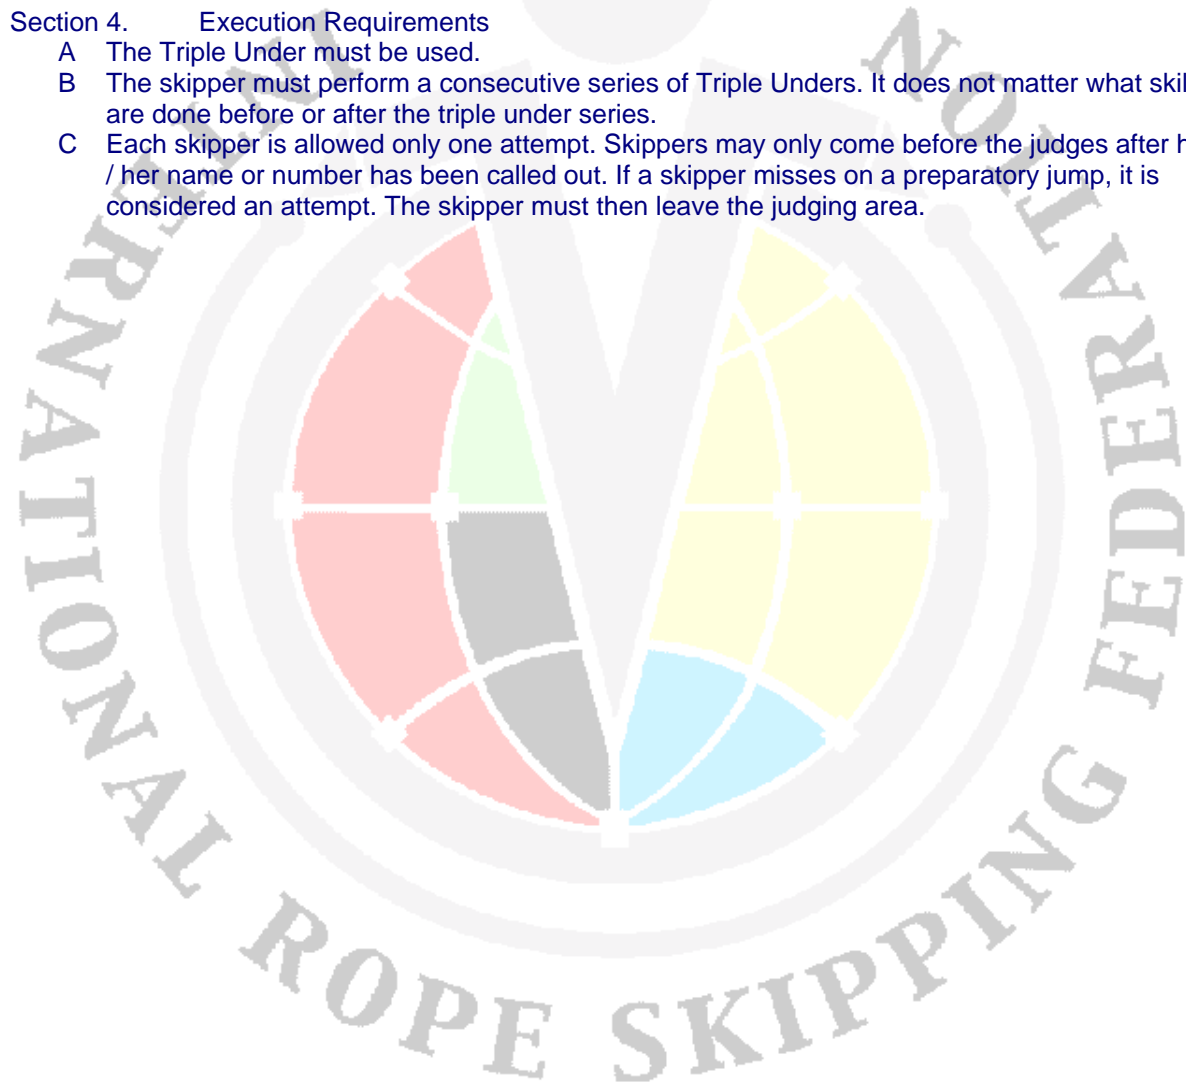 Section 4. Execution Requirements
A The Triple Under must be used.
B The skipper must perform a consecutive series of Triple Unders. It does not matter what skil
are done before or after the triple under series.
C Each skipper is allowed only one attempt. Skippers may only come before the judges after h
/ her name or number has been called out. If a skipper misses on a preparatory jump, it is
considered an attempt. The skipper must then leave the judging area.
INTERNATIONAL ROPE SKIPPING FEDERATION